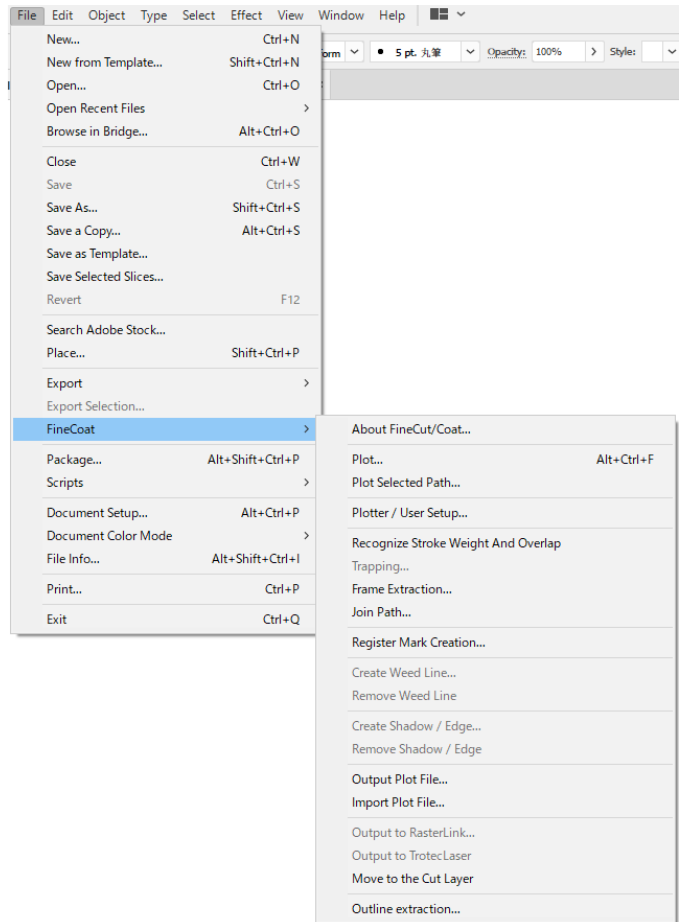 File Edit Object Type Select Effect View Window Help
New... Ctrl+N
orm 5 pt. 丸筆 Opacity: 100% Style:
New from Template... Shift+Ctrl+N
Open... Ctrl+O
Open Recent Files
Browse in Bridge... Alt+Ctrl+O
Close Ctrl+W
Save Ctrl+S
Save As... Shift+Ctrl+S
Save a Copy... Alt+Ctrl+S
Save as Template...
Save Selected Slices...
Revert F12
Search Adobe Stock...
Place... Shift+Ctrl+P
Export
Export Selection...
FineCoat
Package... Alt+Shift+Ctrl+P
Scripts
Document Setup... Alt+Ctrl+P
Document Color Mode
File Info... Alt+Shift+Ctrl+I
Print... Ctrl+P
Exit Ctrl+Q
About FineCut/Coat...
Plot... Alt+Ctrl+F
Plot Selected Path...
Plotter / User Setup...
Recognize Stroke Weight And Overlap
Trapping...
Frame Extraction...
Join Path...
Register Mark Creation...
Create Weed Line...
Remove Weed Line
Create Shadow / Edge...
Remove Shadow / Edge
Output Plot File...
Import Plot File...
Output to RasterLink...
Output to TrotecLaser
Move to the Cut Layer
Outline extraction...